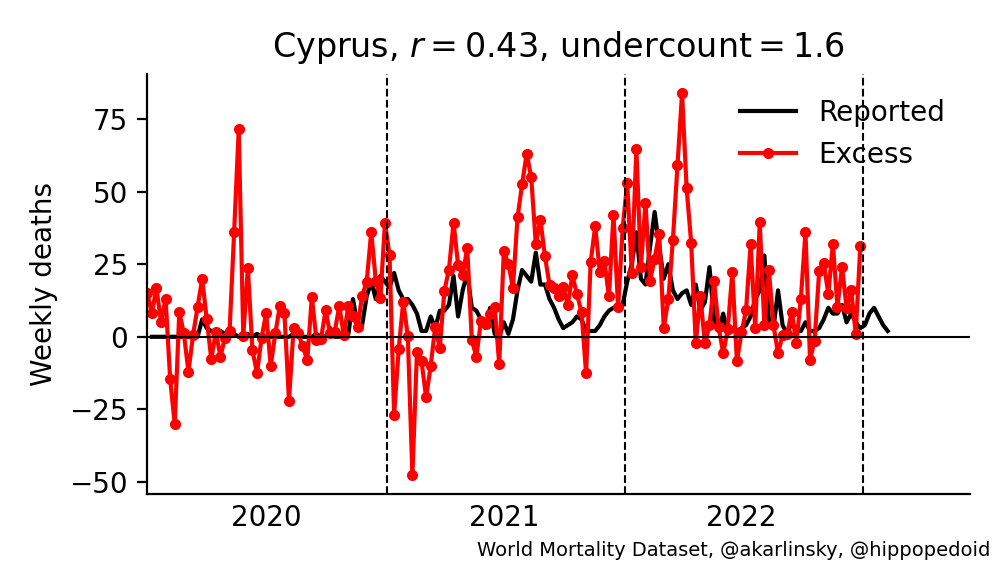 Cyprus, r = 0.43, undercount = 1.6
75
50
25
0
−25
−50
Weekly deaths
Reported
Excess
2020
2021
2022
World Mortality Dataset, @akarlinsky, @hippopedoid